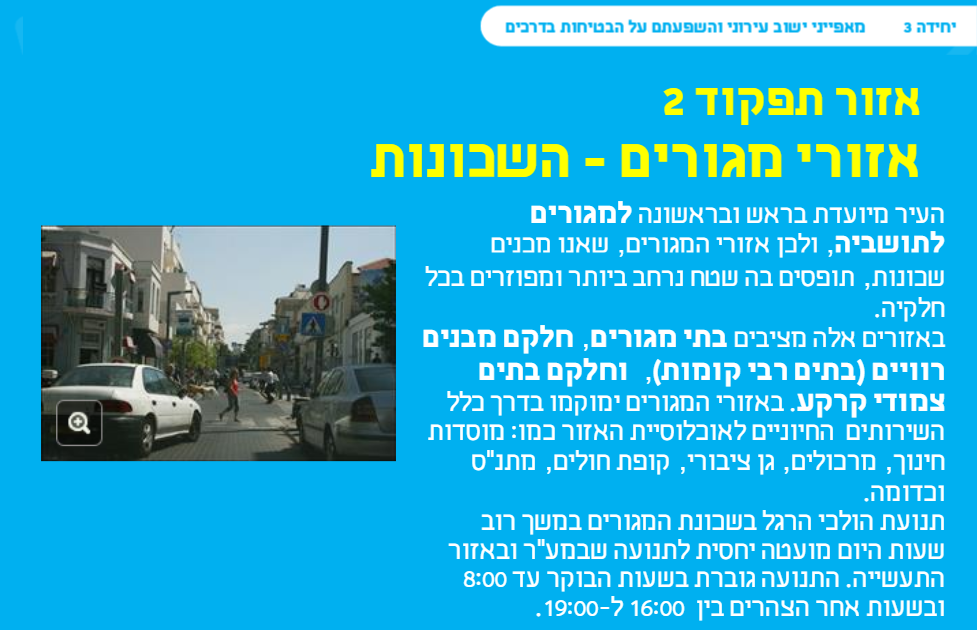 יחידה 3 מאפייני ישוב עירוני והשפעתם על הבטיחות בדרכים
אזור תפקוד 2
אזורי מגורים - השכונות
העיר מיועדת בראש ובראשונה למגורים
לתושביה, ולכן אזורי המגורים, שאנו מכנים
שכונות, תופסים בה שטח נרחב ביותר ומפוזרים בכל
חלקיה.
באזורים אלה מציבים בתי מגורים, חלקם מבנים
רוויים (בתים רבי קומות), וחלקם בתים
צמודי קרקע. באזורי המגורים ימוקמו בדרך כלל
השירותים החיוניים לאוכלוסיית האזור כמו: מוסדות
חינוך, מרכולים, גן ציבורי, קופת חולים, מתנ"ס
וכדומה.
תנועת הולכי הרגל בשכונת המגורים במשך רוב
שעות היום מועטה יחסית לתנועה שבמע"ר ובאזור
התעשייה. התנועה גוברת בשעות הבוקר עד 8:00
ובשעות אחר הצהרים בין 16:00 ל-19:00.